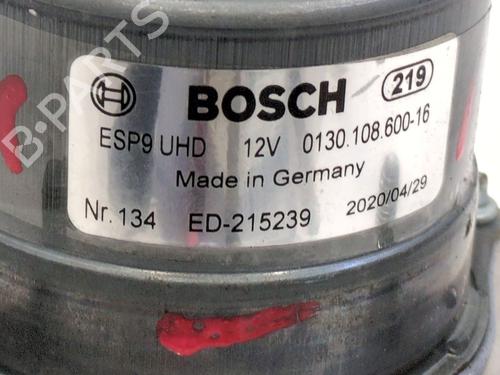 BOSCH 219
ESP9 UHD 12V 0130.108.600-16
Made in Germany
Nr. 134 ED-215239 2020/04/29
B-PARTS